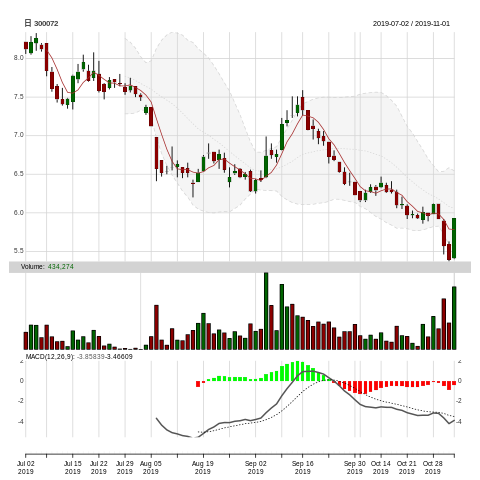 日 300072
2019-07-02 / 2019-11-01
8.0
7.5
7.0
6.5
6.0
5.5
Volume: 434,274
MACD(12,26,9): -3.85839-3.46609
2 2
0 0
-2 -2
-4 -4
Jul 02 Jul 15 Jul 22 Jul 29 Aug 05 Aug 19 Sep 02 Sep 16 Sep 30 Oct 14 Oct 21 Oct 28
2019 2019 2019 2019 2019 2019 2019 2019 2019 2019 2019 2019